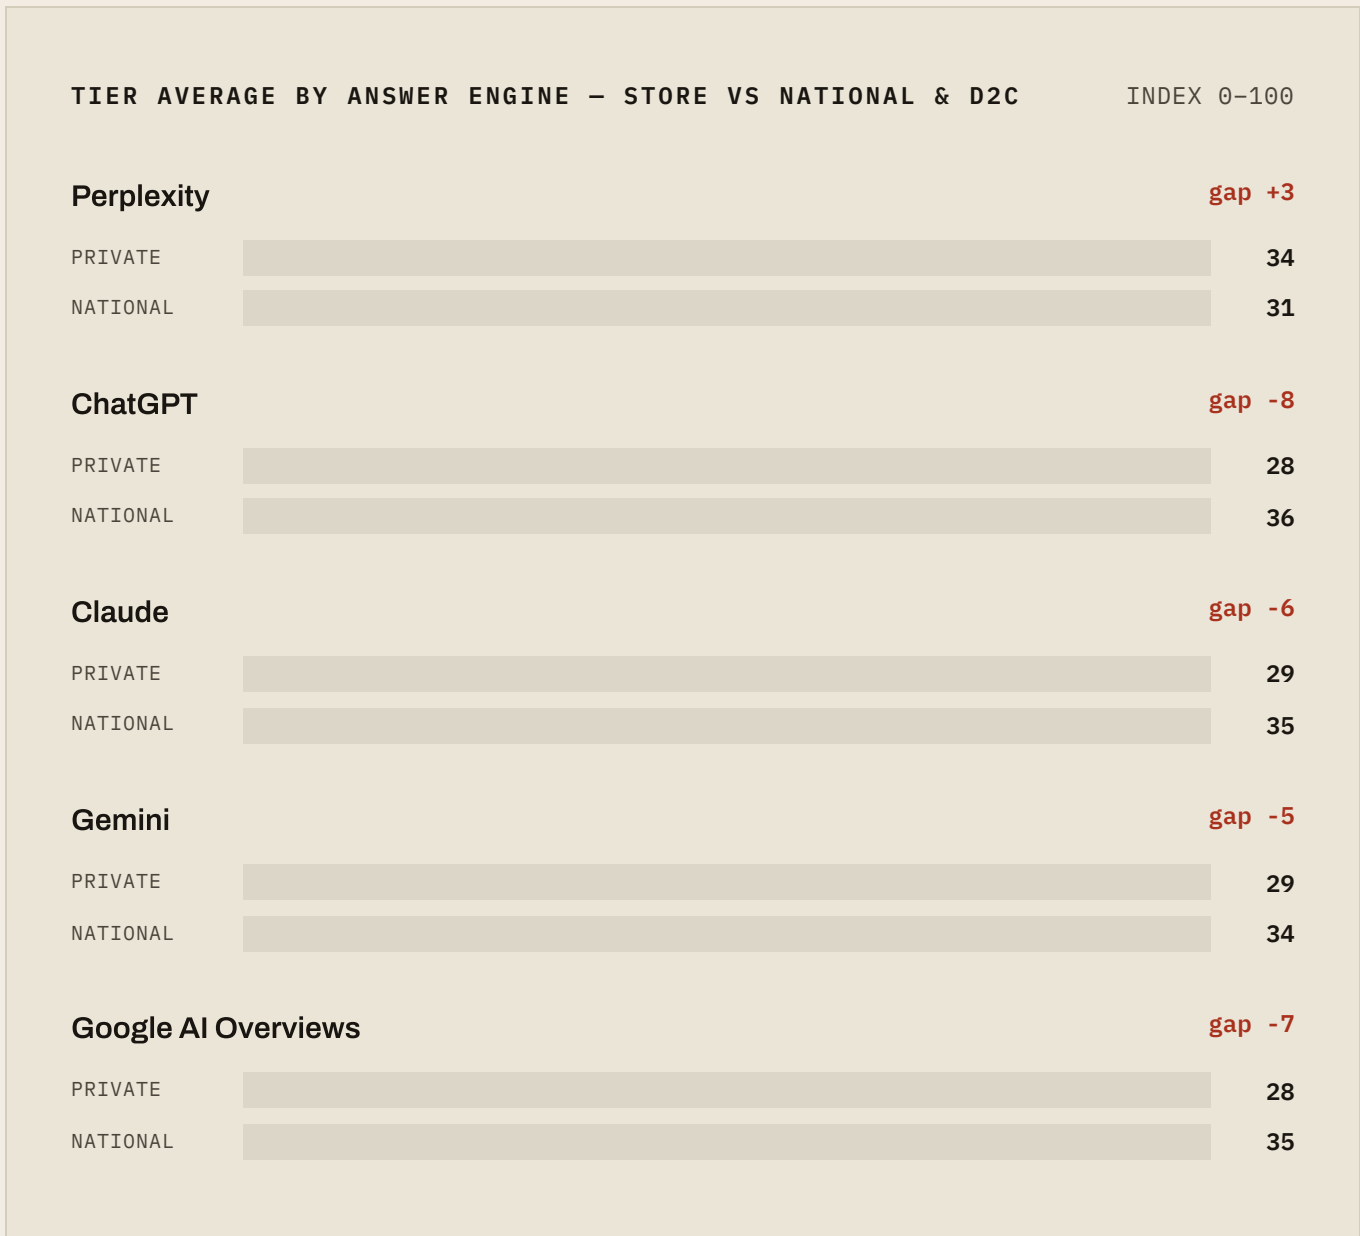 TIER AVERAGE BY ANSWER ENGINE — STORE VS NATIONAL & D2C INDEX 0–100
Perplexity gap +3
PRIVATE 34
NATIONAL 31
ChatGPT gap -8
PRIVATE 28
NATIONAL 36
Claude gap -6
PRIVATE 29
NATIONAL 35
Gemini gap -5
PRIVATE 29
NATIONAL 34
Google AI Overviews gap -7
PRIVATE 28
NATIONAL 35